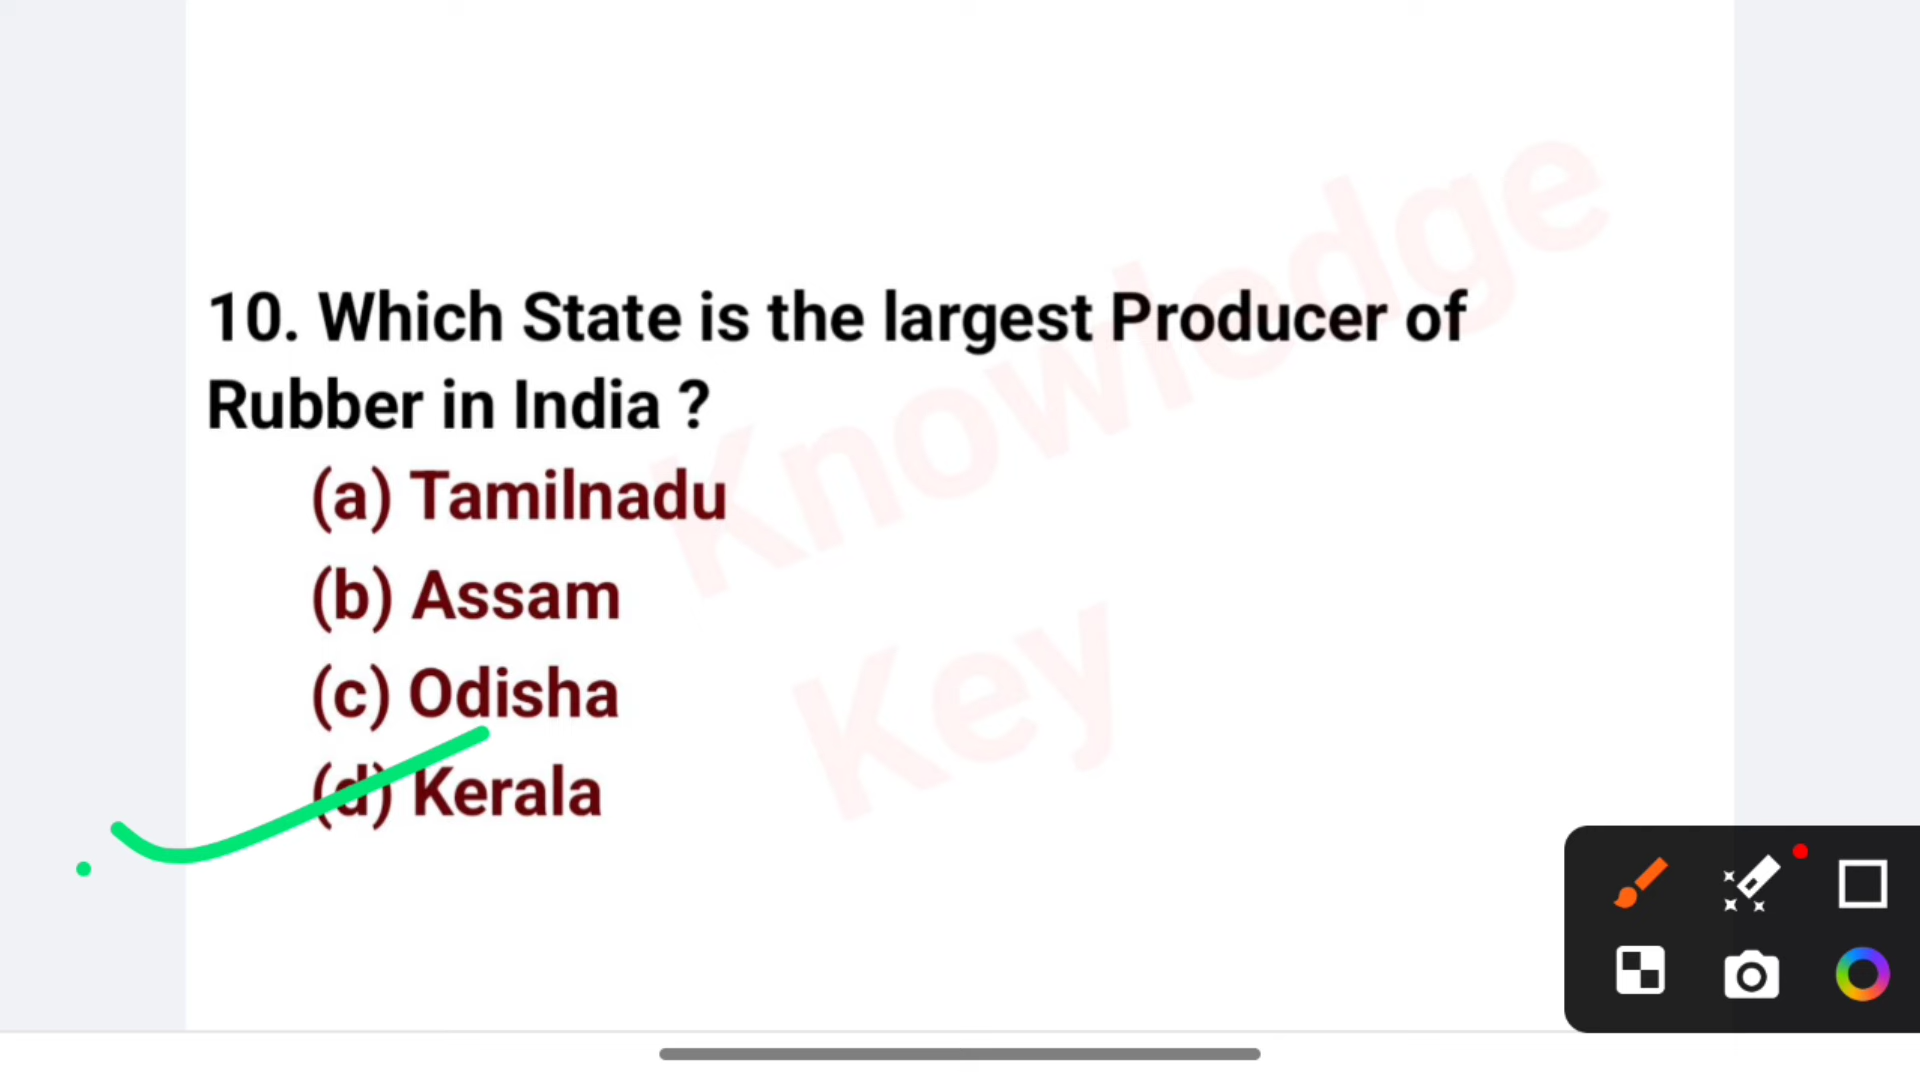 10. Which State is the largest Producer of
Rubber in India ?
(a) Tamilnadu
(b) Assam
(c) Odisha
(d) Kerala
Knowledge
Key